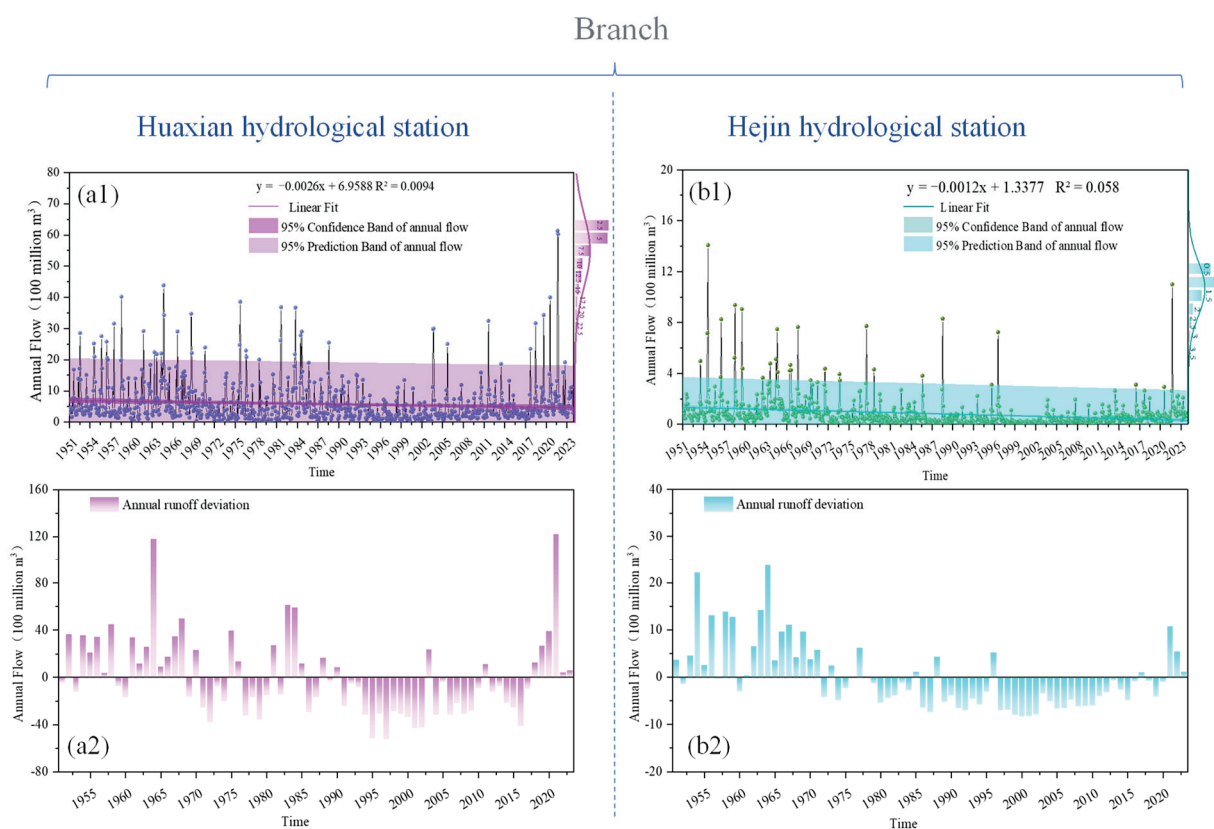 Branch
Huaxian hydrological station
Hejin hydrological station
(a1)
y = −0.0026x + 6.9588 R² = 0.0094
Linear Fit
95% Confidence Band of annual flow
95% Prediction Band of annual flow
Annual Flow（100 million m³）
80
70
60
50
40
30
20
10
0
1951 1954 1957 1960 1963 1966 1969 1972 1975 1978 1981 1984 1987 1990 1993 1996 1999 2002 2005 2008 2011 2014 2017 2020 2023
Time
(b1)
y = −0.0012x + 1.3377 R² = 0.058
Linear Fit
95% Confidence Band of annual flow
95% Prediction Band of annual flow
Annual Flow（100 million m³）
20
16
12
8
4
0
1951 1954 1957 1960 1963 1966 1969 1972 1975 1978 1981 1984 1987 1990 1993 1996 1999 2002 2005 2008 2011 2014 2017 2020 2023
Time
Annual runoff deviation
(a2)
Annual Flow（100 million m³）
160
120
80
40
0
-40
-80
1955 1960 1965 1970 1975 1980 1985 1990 1995 2000 2005 2010 2015 2020
Time
Annual runoff deviation
(b2)
Annual Flow（100 million m³）
40
30
20
10
0
-10
-20
1955 1960 1965 1970 1975 1980 1985 1990 1995 2000 2005 2010 2015 2020
Time